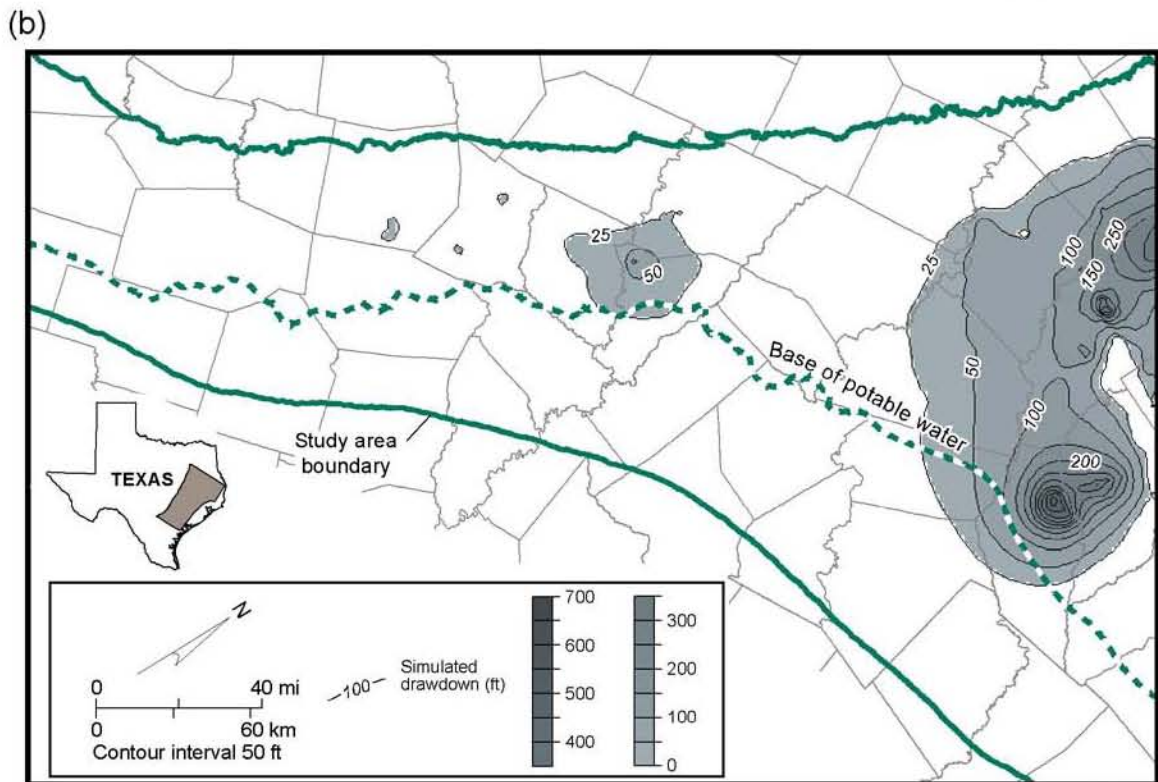 (b)
25
50
25
50
100
150
250
100
200
Base of potable water
Study area
boundary
TEXAS
N
0 40 mi
0 60 km
Contour interval 50 ft
100
Simulated
drawdown (ft)
700
600
500
400
300
200
100
0